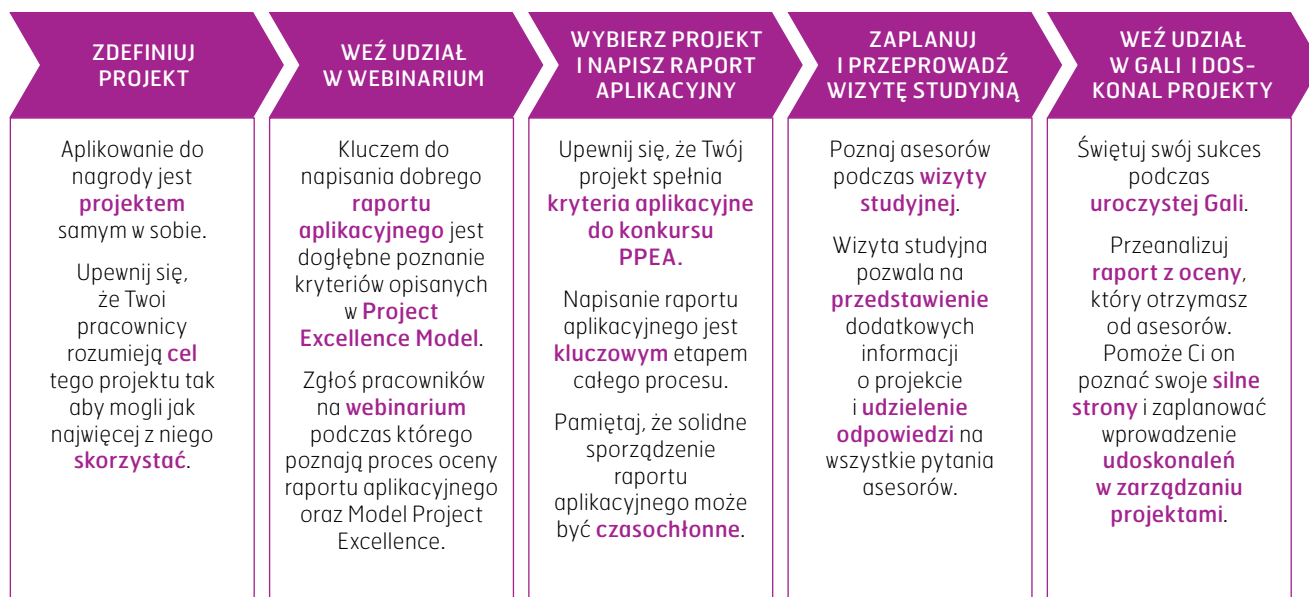 ZDEFINIUJ
PROJEKT
Aplikowanie do
nagrody jest
projektem
samym w sobie.
Upewnij się,
że Twoi
pracownicy
rozumieją cel
tego projektu tak
aby mogli jak
najwięcej z niego
skorzystać.
WEŹ UDZIAŁ
W WEBINARIUM
Kluczem do
napisania dobrego
raportu
aplikacyjnego jest
dogłębne poznanie
kryteriów opisanych
w Project
Excellence Model.
Zgłoś pracowników
na webinarium
podczas którego
poznają proces oceny
raportu aplikacyjnego
oraz Model Project
Excellence.
WYBIERZ PROJEKT
I NAPISZ RAPORT
APLIKACYJNY
Upewnij się, że Twój
projekt spełnia
kryteria aplikacyjne
do konkursu
PPEA.
Napisanie raportu
aplikacyjnego jest
kluczowym etapem
całego procesu.
Pamiętaj, że solidne
sporządzenie
raportu
aplikacyjnego może
być czasochłonne.
ZAPLANUJ
I PRZEPROWADŹ
WIZYTĘ STUDYJNĄ
Poznaj asesorów
podczas wizyty
studyjnej.
Wizyta studyjna
pozwala na
przedstawienie
dodatkowych
informacji
o projekcie
i udzielenie
odpowiedzi na
wszystkie pytania
asesorów.
WEŹ UDZIAŁ
W GALI I DOS-
KONAL PROJEKTY
Świętuj swój sukces
podczas
uroczystej Gali.
Przeanalizuj
raport z oceny,
który otrzymasz
od asesorów.
Pomoże Ci on
poznać swoje silne
strony i zaplanować
wprowadzenie
udoskonaleń
w zarządzaniu
projektami.